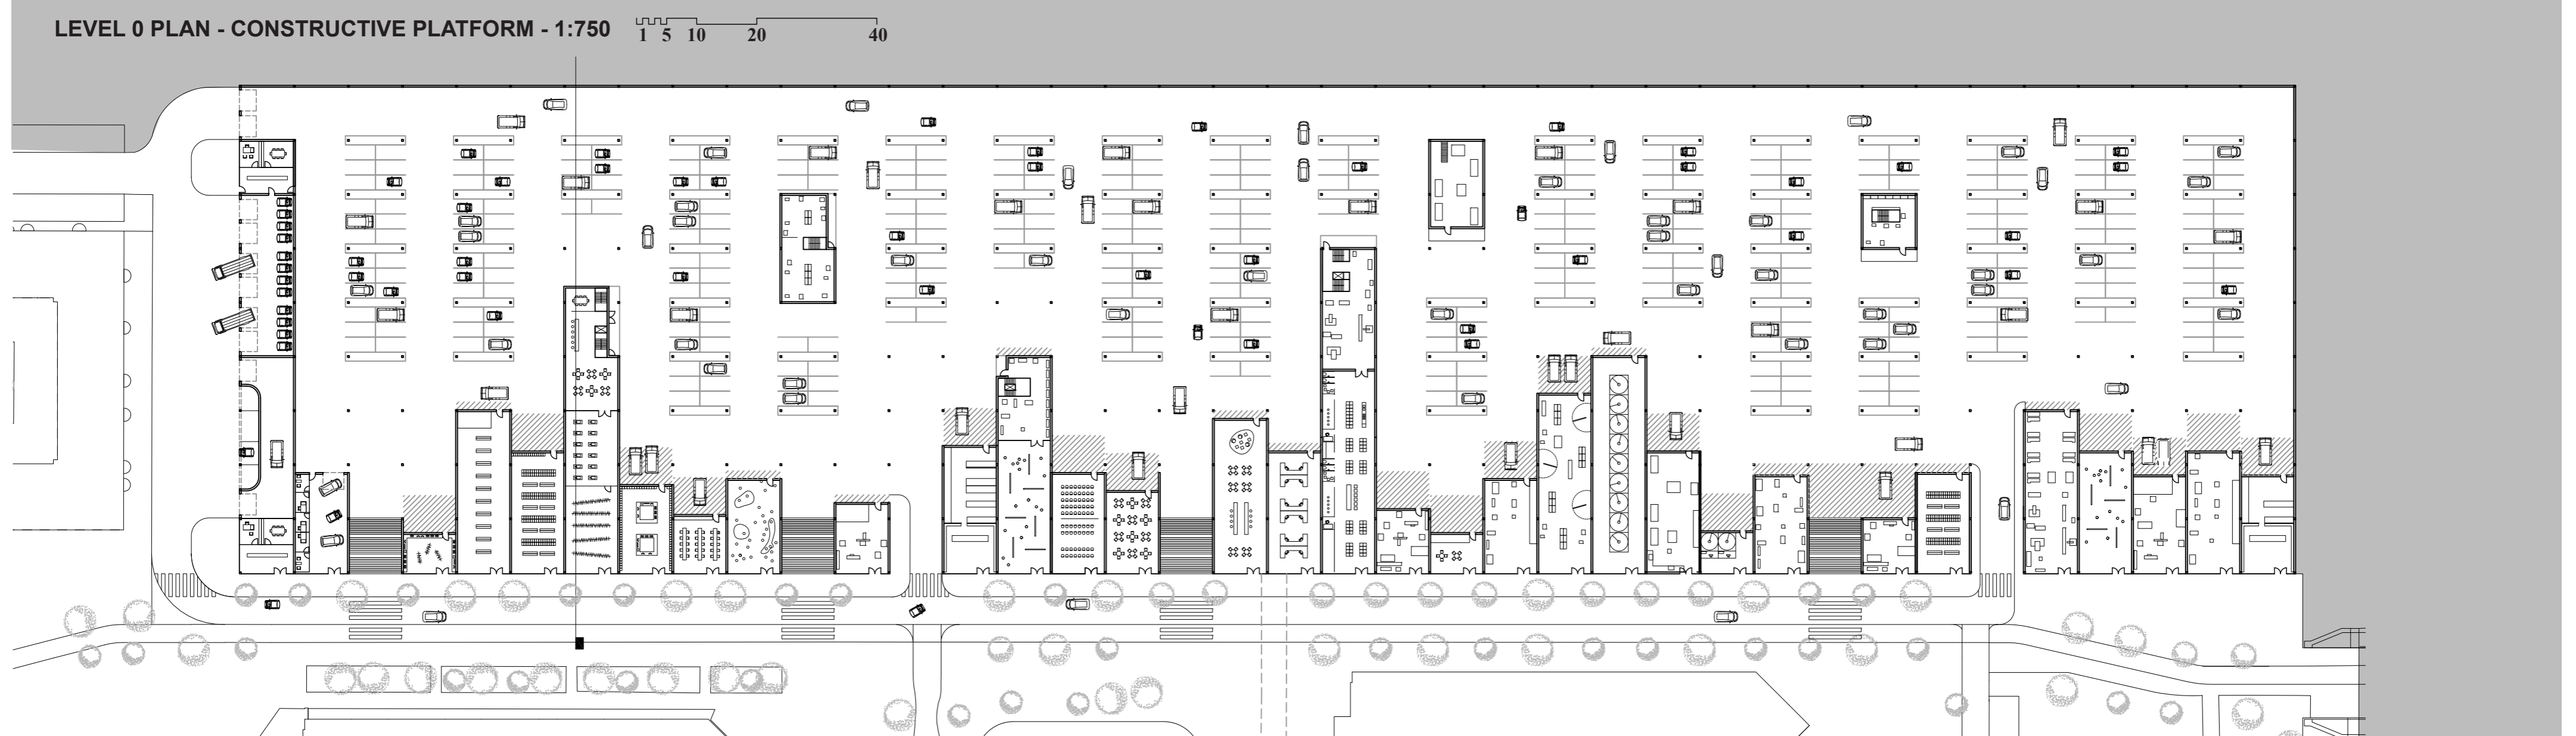 LEVEL 0 PLAN - CONSTRUCTIVE PLATFORM - 1:750
1 5 10 20 40